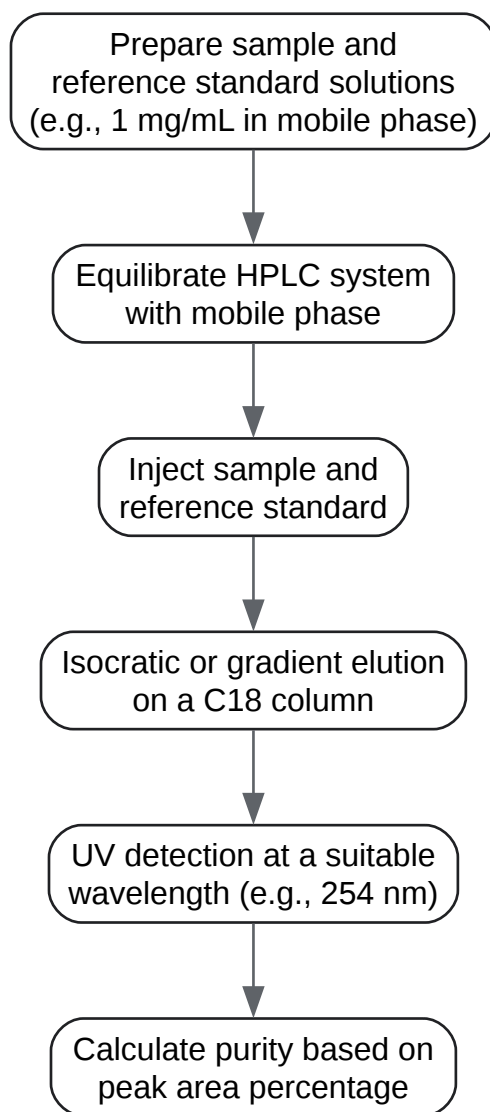 Prepare sample and
reference standard solutions
(e.g., 1 mg/mL in mobile phase)
Equilibrate HPLC system
with mobile phase
Inject sample and
reference standard
Isocratic or gradient elution
on a C18 column
UV detection at a suitable
wavelength (e.g., 254 nm)
Calculate purity based on
peak area percentage